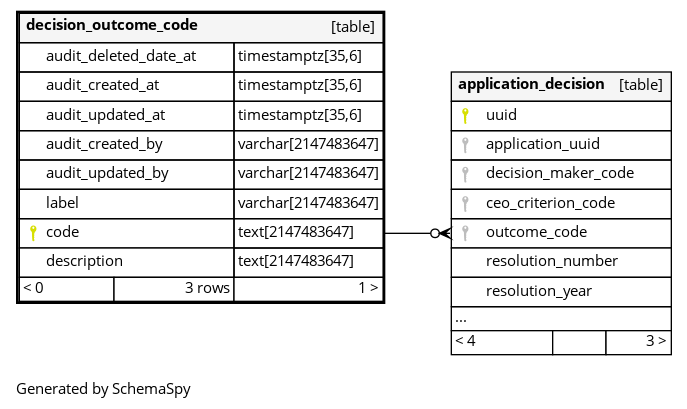 decision_outcome_code [table]
audit_deleted_date_at timestamptz[35,6]
audit_created_at timestamptz[35,6]
audit_updated_at timestamptz[35,6]
audit_created_by varchar[2147483647]
audit_updated_by varchar[2147483647]
label varchar[2147483647]
code text[2147483647]
description text[2147483647]
< 0 3 rows 1 >
application_decision [table]
uuid
application_uuid
decision_maker_code
ceo_criterion_code
outcome_code
resolution_number
resolution_year
...
< 4 3 >
Generated by SchemaSpy